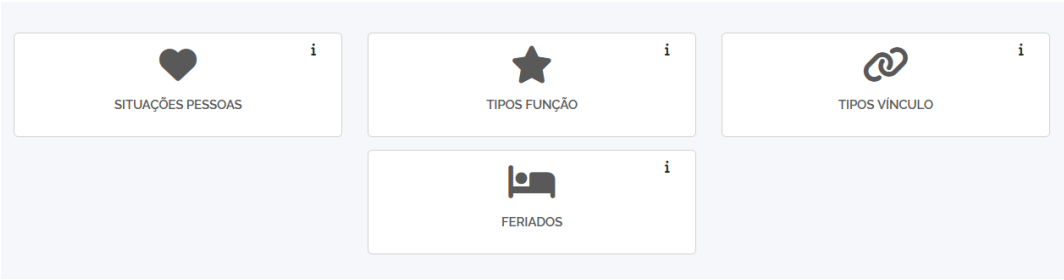 i
SITUAÇÕES PESSOAS
i
TIPOS FUNÇÃO
i
TIPOS VÍNCULO
i
FERIADOS